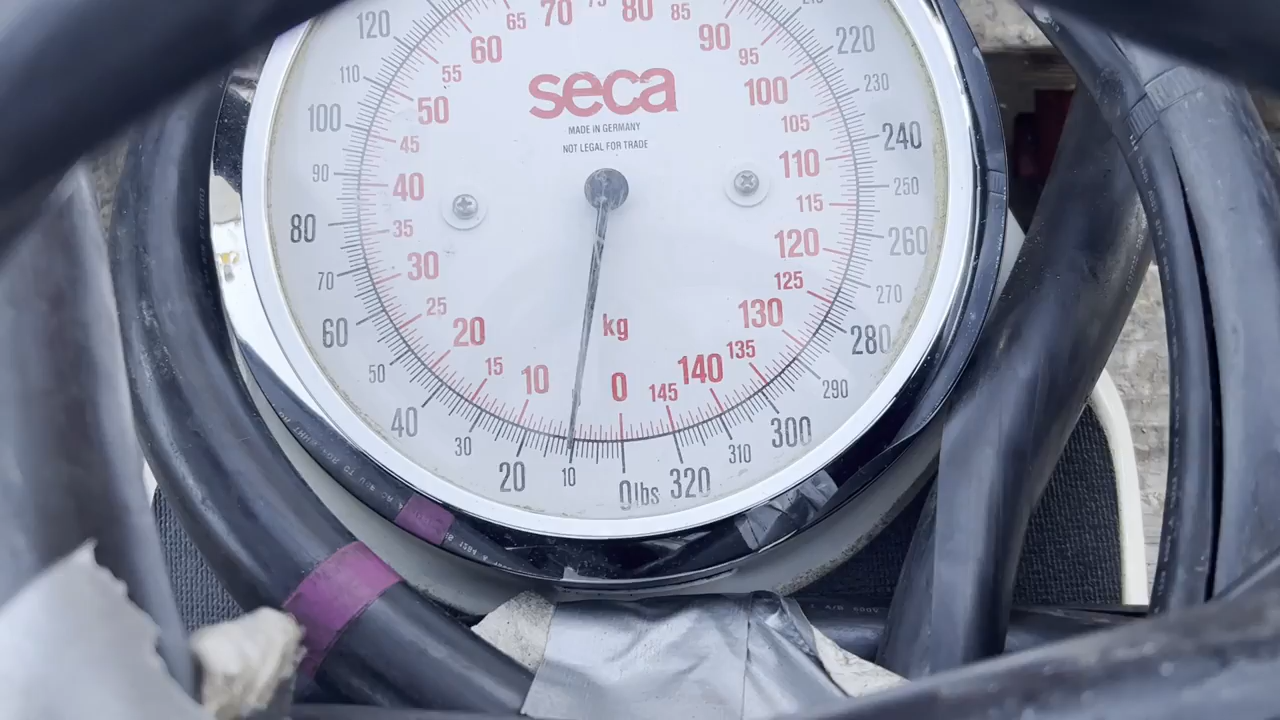 120 65 70 75 80 85 220
110 60 90 230
55 seca 95
100 50 100 240
MADE IN GERMANY
NOT LEGAL FOR TRADE
45 105
90 40 110 250
80 35 115 260
30 120
70 25 125 270
60 20 kg 130 280
50 15 10 0 145 140 135 290
40 30 20 10 0lbs 320 310 300